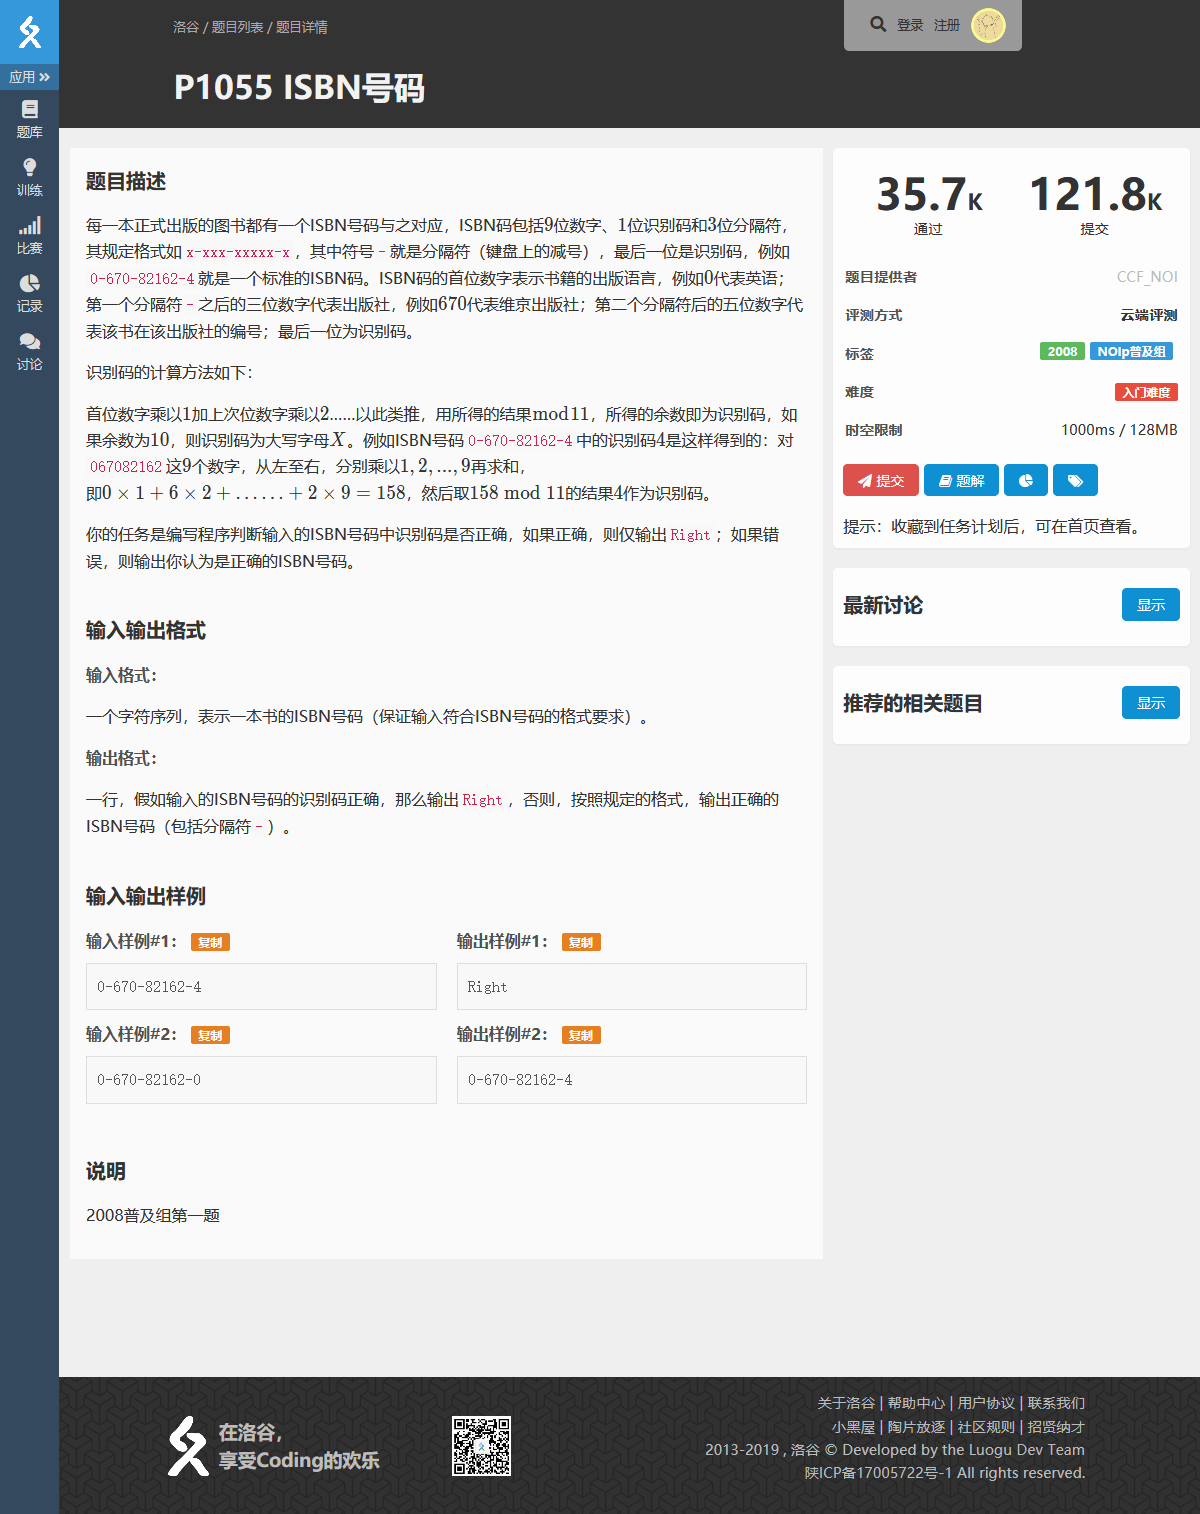 洛谷 / 题目列表 / 题目详情
登录 注册
P1055 ISBN号码
应用
题库
训练
比赛
记录
讨论
题目描述
每一本正式出版的图书都有一个ISBN号码与之对应，ISBN码包括9位数字、1位识别码和3位分隔符，
其规定格式如 x-xxx-xxxxx-x ，其中符号 - 就是分隔符（键盘上的减号），最后一位是识别码，例如
0-670-82162-4 就是一个标准的ISBN码。ISBN码的首位数字表示书籍的出版语言，例如0代表英语；
第一个分隔符 - 之后的三位数字代表出版社，例如670代表维京出版社；第二个分隔符后的五位数字代
表该书在该出版社的编号；最后一位为识别码。
识别码的计算方法如下：
首位数字乘以1加上次位数字乘以2......以此类推，用所得的结果mod11，所得的余数即为识别码，如
果余数为10，则识别码为大写字母X。例如ISBN号码 0-670-82162-4 中的识别码4是这样得到的：对
067082162 这9个数字，从左至右，分别乘以1, 2, ..., 9再求和，
即0 × 1 + 6 × 2 + ...... + 2 × 9 = 158，然后取158 mod 11的结果4作为识别码。
你的任务是编写程序判断输入的ISBN号码中识别码是否正确，如果正确，则仅输出 Right ；如果错
误，则输出你认为是正确的ISBN号码。
输入输出格式
输入格式：
一个字符序列，表示一本书的ISBN号码（保证输入符合ISBN号码的格式要求）。
输出格式：
一行，假如输入的ISBN号码的识别码正确，那么输出 Right ，否则，按照规定的格式，输出正确的
ISBN号码（包括分隔符 - ）。
输入输出样例
输入样例#1： 复制
0-670-82162-4
输出样例#1： 复制
Right
输入样例#2： 复制
0-670-82162-0
输出样例#2： 复制
0-670-82162-4
说明
2008普及组第一题
35.7K
通过
121.8K
提交
题目提供者 CCF_NOI
评测方式 云端评测
标签 2008 NOIp普及组
难度 入门难度
时空限制 1000ms / 128MB
提交 题解
提示：收藏到任务计划后，可在首页查看。
最新讨论 显示
推荐的相关题目 显示
在洛谷，
享受Coding的欢乐
关于洛谷 | 帮助中心 | 用户协议 | 联系我们
小黑屋 | 陶片放逐 | 社区规则 | 招贤纳才
2013-2019 , 洛谷 © Developed by the Luogu Dev Team
陕ICP备17005722号-1 All rights reserved.